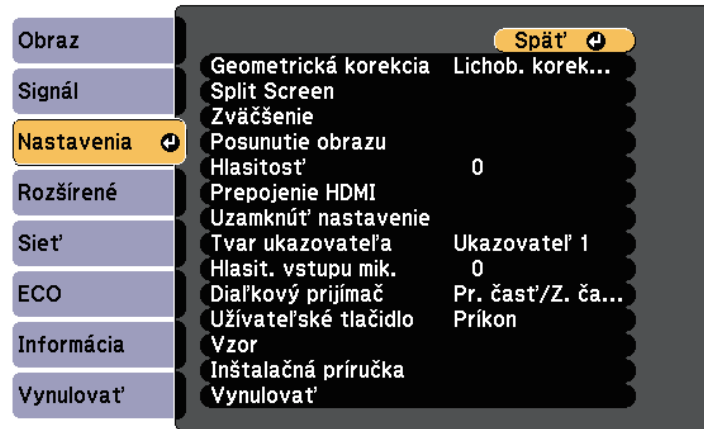 Obraz
Signál
Nastavenia
Rozšírené
Sieť
ECO
Informácia
Vynulovať
Späť
Geometrická korekcia Lichob. korek...
Split Screen
Zväčšenie
Posunutie obrazu
Hlasitosť 0
Prepojenie HDMI
Uzamknúť nastavenie
Tvar ukazovateľa Ukazovateľ 1
Hlasit. vstupu mik. 0
Diaľkový prijímač Pr. časť/Z. ča...
Užívateľské tlačidlo Príkon
Vzor
Inštalačná príručka
Vynulovať